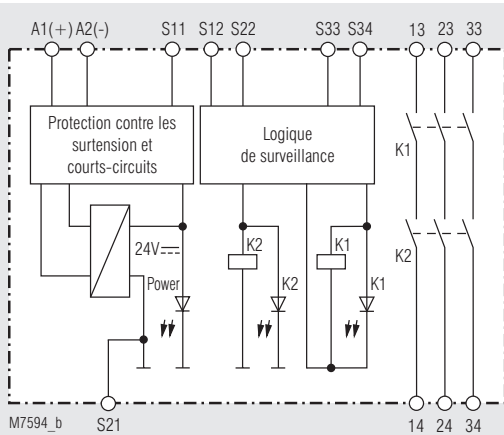 A1(+) A2(-) S11 S12 S22 S33 S34 13 23 33
Protection contre les
surtension et
courts-circuits
Logique
de surveillance
K1
24V
K2
K1
K2
Power
K2
K1
M7594_b
S21
14 24 34